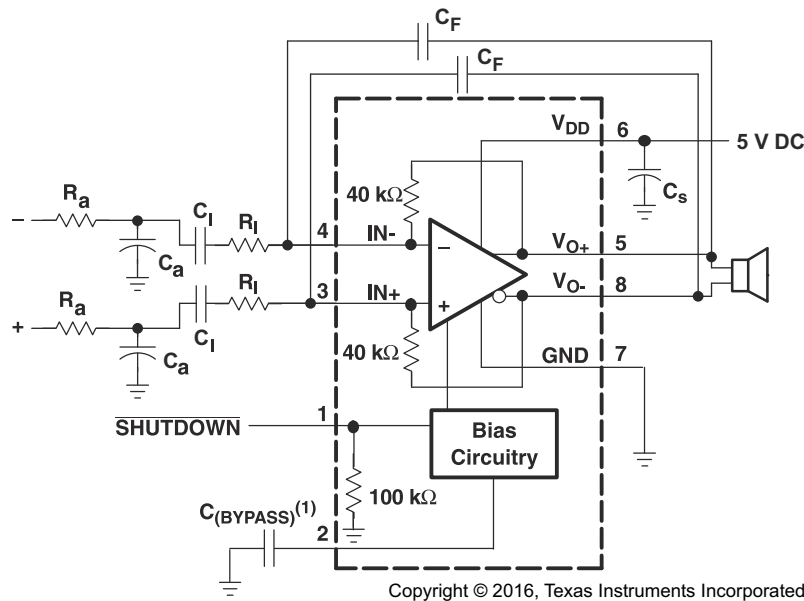 C_F
C_F
V_DD 6
5 V DC
40 kΩ
C_s
R_a
C_I
R_I
−
4 IN-
−
V_O+ 5
C_a
V_O- 8
R_a
R_I
3 IN+
+
+
C_I
C_a
40 kΩ
GND 7
1
SHUTDOWN
Bias
Circuitry
100 kΩ
C_(BYPASS)^(1)
2
Copyright © 2016, Texas Instruments Incorporated